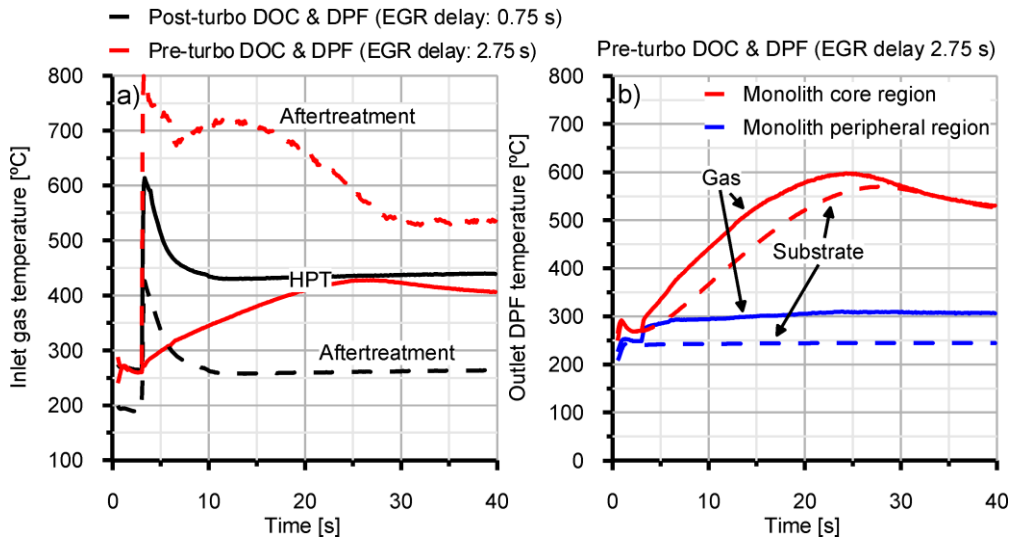 Post-turbo DOC & DPF (EGR delay: 0.75 s)
Pre-turbo DOC & DPF (EGR delay: 2.75 s)
Pre-turbo DOC & DPF (EGR delay 2.75 s)
a)
Aftertreatment
HPT
Aftertreatment
Inlet gas temperature [ºC]
800
700
600
500
400
300
200
100
0
10
20
30
40
Time [s]
b)
Monolith core region
Monolith peripheral region
Gas
Substrate
Outlet DPF temperature [ºC]
800
700
600
500
400
300
200
100
0
0
10
20
30
40
Time [s]